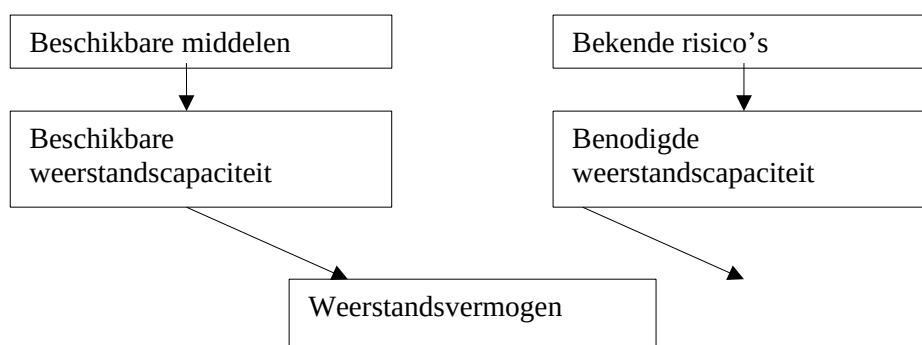 Beschikbare middelen
Bekende risico’s
Beschikbare
weerstandscapaciteit
Benodigde
weerstandscapaciteit
Weerstandsvermogen